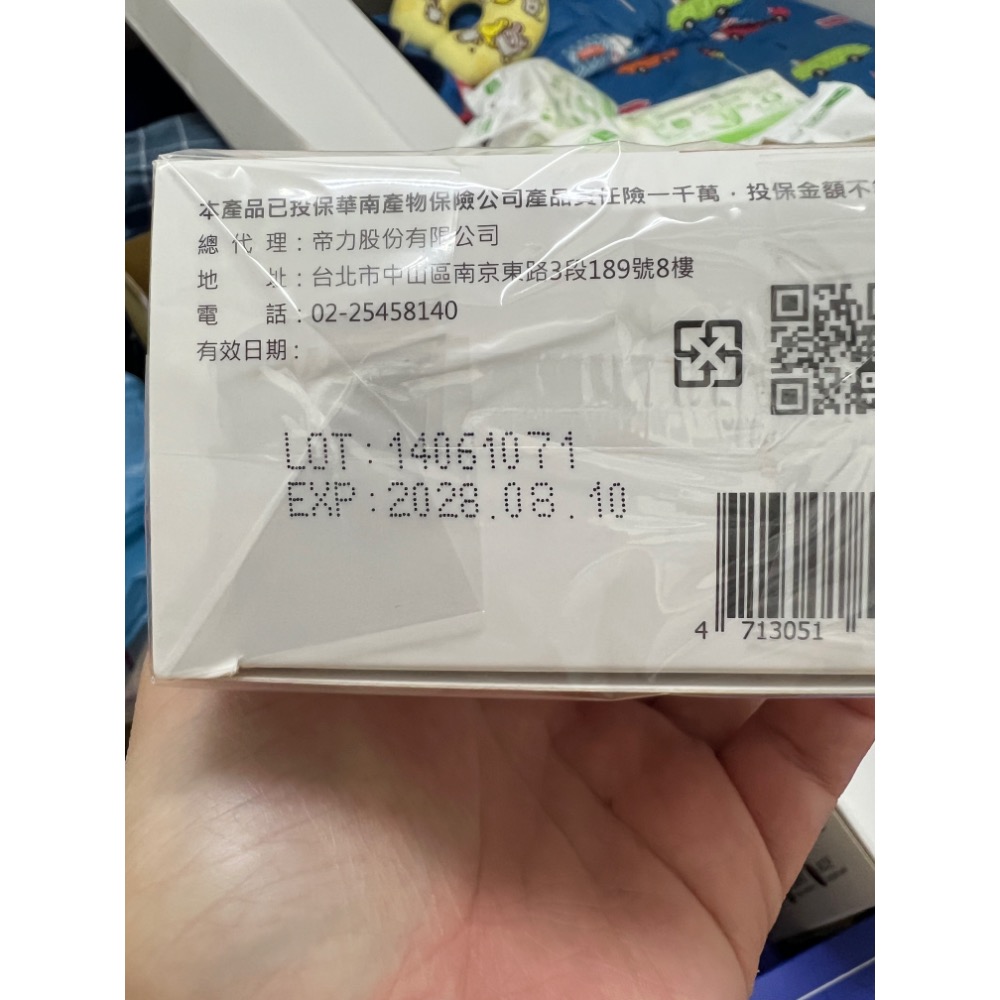 本產品已投保華南產物保險公司產品責任險一千萬，投保金額不
總代理：帝力股份有限公司
地址：台北市中山區南京東路3段189號8樓
電話：02-25458140
有效日期：
LOT:14061071
EXP:2028.08.10
4 713051